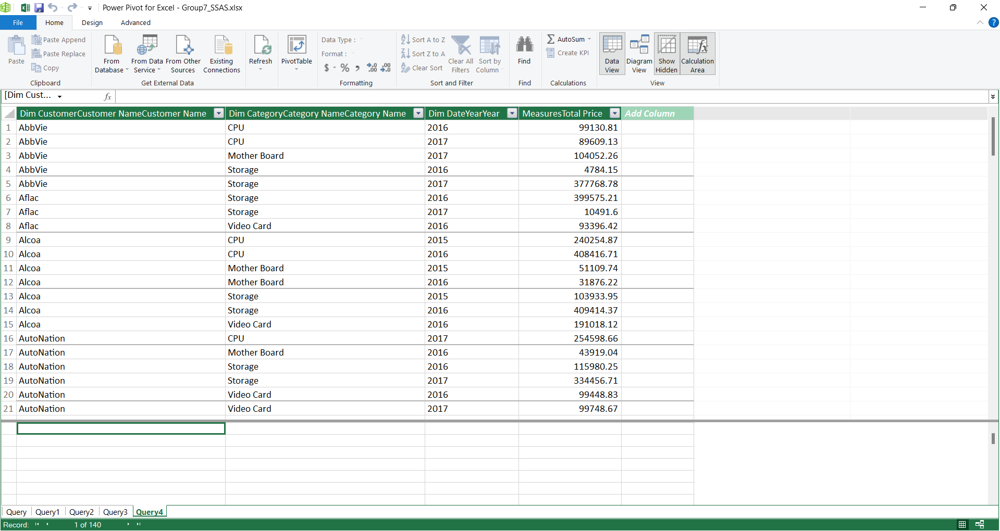 Power Pivot for Excel - Group7_SSAS.xlsx
File Home Design Advanced
Paste
Paste Append
Paste Replace
Copy
Clipboard
From Database
From Data Service
From Other Sources
Existing Connections
Get External Data
Refresh
PivotTable
Data Type :
Format :
$ % 
Formatting
Sort A to Z
Sort Z to A
Clear Sort
Clear All Filters
Sort by Column
Sort and Filter
Find
Find
AutoSum
Create KPI
Calculations
Data View
Diagram View
Show Hidden
Calculation Area
View
[Dim Cust... fx
Dim CustomerCustomer NameCustomer Name Dim CategoryCategory NameCategory Name Dim DateYearYear MeasuresTotal Price Add Column
1 AbbVie CPU 2016 99130.81
2 AbbVie CPU 2017 89609.13
3 AbbVie Mother Board 2017 104052.26
4 AbbVie Storage 2016 4784.15
5 AbbVie Storage 2017 377768.78
6 Aflac Storage 2016 399575.21
7 Aflac Storage 2017 10491.6
8 Aflac Video Card 2016 93396.42
9 Alcoa CPU 2015 240254.87
10 Alcoa CPU 2016 408416.71
11 Alcoa Mother Board 2015 51109.74
12 Alcoa Mother Board 2016 31876.22
13 Alcoa Storage 2015 103933.95
14 Alcoa Storage 2016 409414.37
15 Alcoa Video Card 2016 191018.12
16 AutoNation CPU 2017 254598.66
17 AutoNation Mother Board 2016 43919.04
18 AutoNation Storage 2016 115980.25
19 AutoNation Storage 2017 334456.71
20 AutoNation Video Card 2016 99448.83
21 AutoNation Video Card 2017 99748.67
Query Query1 Query2 Query3 Query4
Record: 1 of 140